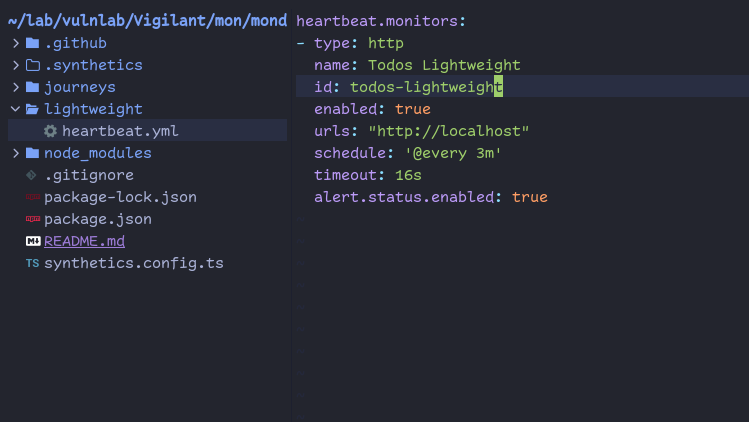 ~/lab/vulnlab/Vigilant/mon/mond
.github
.synthetics
journeys
lightweight
heartbeat.yml
node_modules
.gitignore
package-lock.json
package.json
README.md
TS synthetics.config.ts
heartbeat.monitors:
- type: http
name: Todos Lightweight
id: todos-lightweight
enabled: true
urls: "http://localhost"
schedule: '@every 3m'
timeout: 16s
alert.status.enabled: true